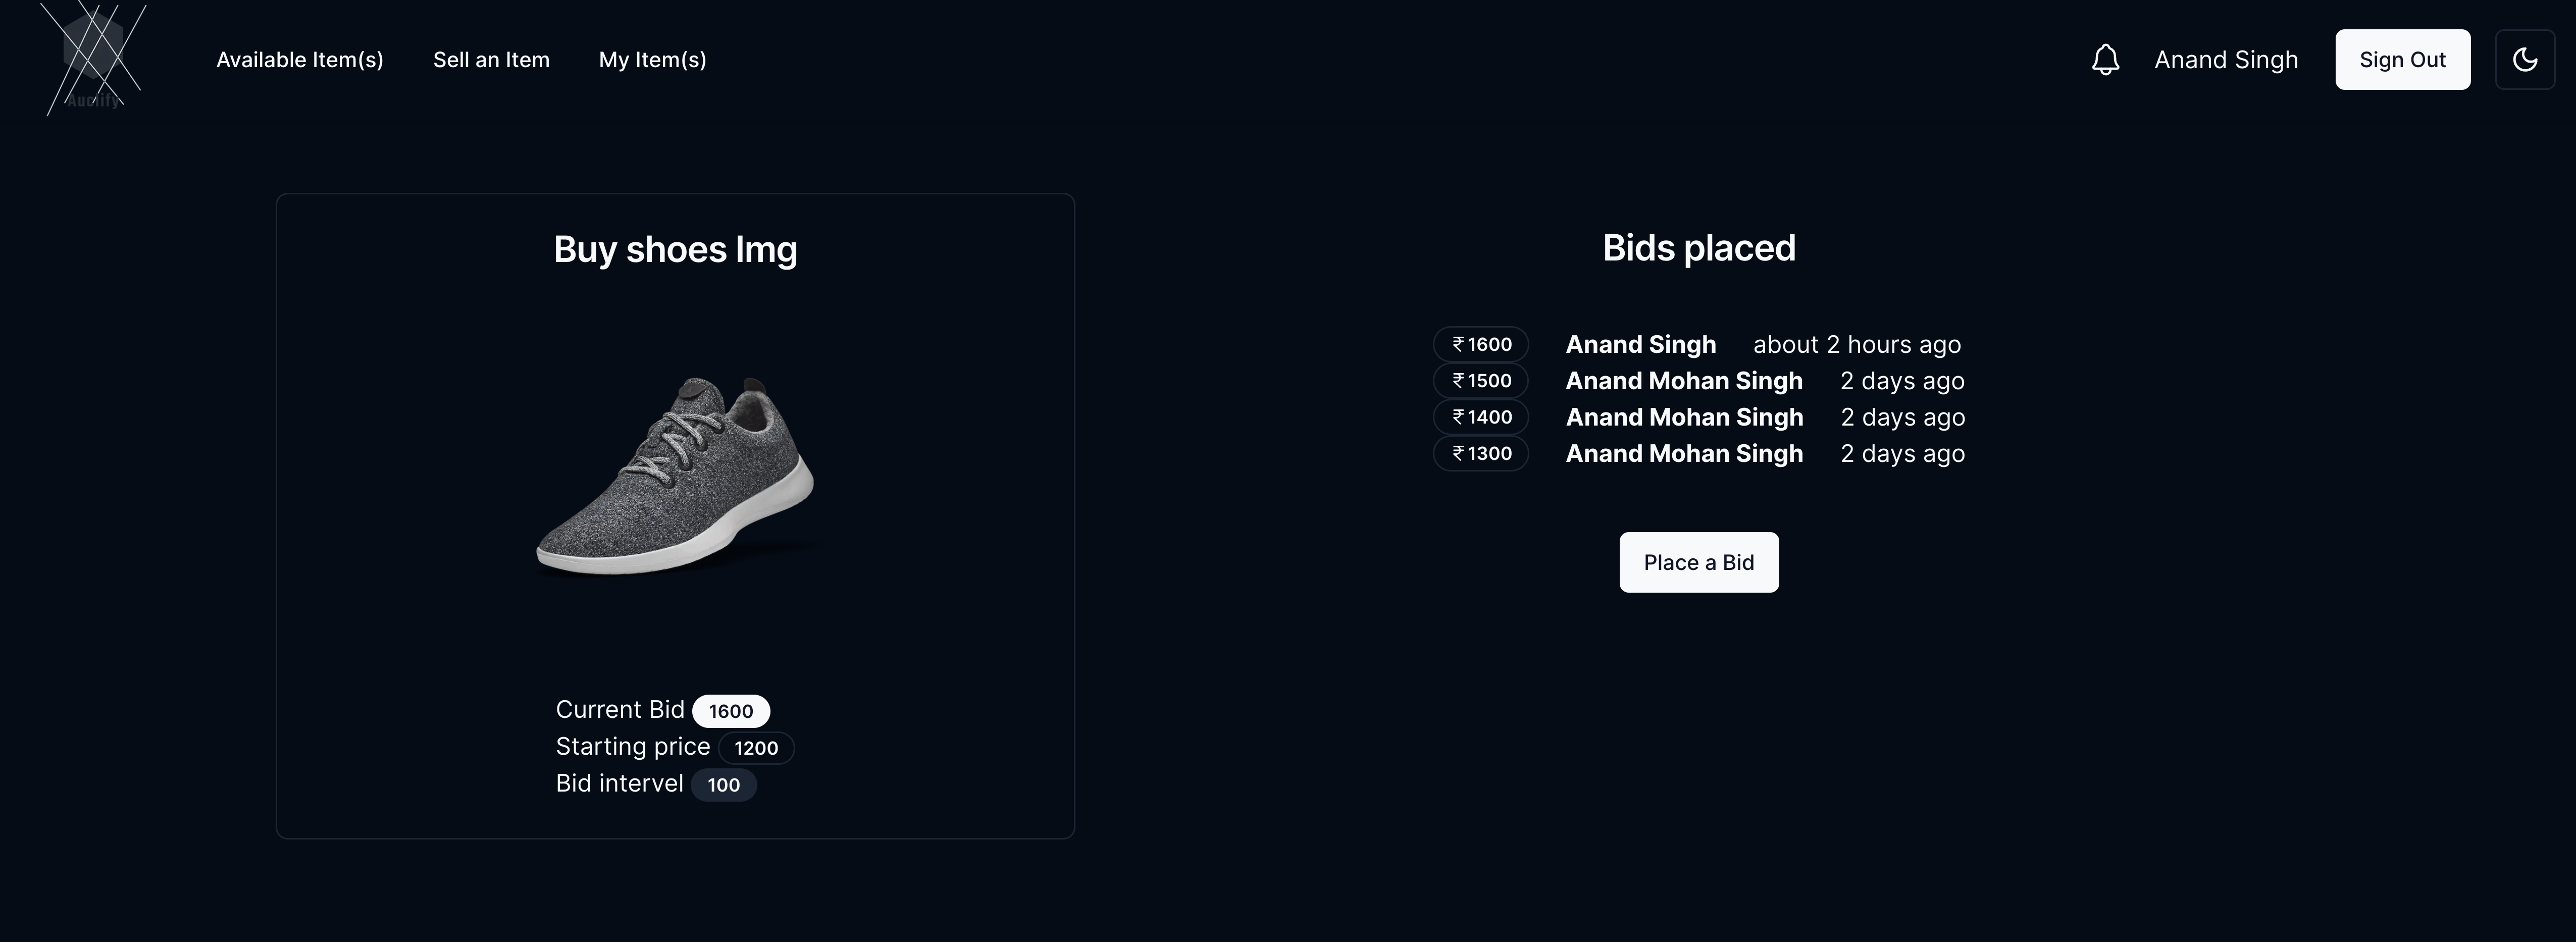 Auctify
Available Item(s)
Sell an Item
My Item(s)
Anand Singh
Sign Out
Buy shoes Img
Current Bid 1600
Starting price 1200
Bid intervel 100
Bids placed
₹1600 Anand Singh about 2 hours ago
₹1500 Anand Mohan Singh 2 days ago
₹1400 Anand Mohan Singh 2 days ago
₹1300 Anand Mohan Singh 2 days ago
Place a Bid